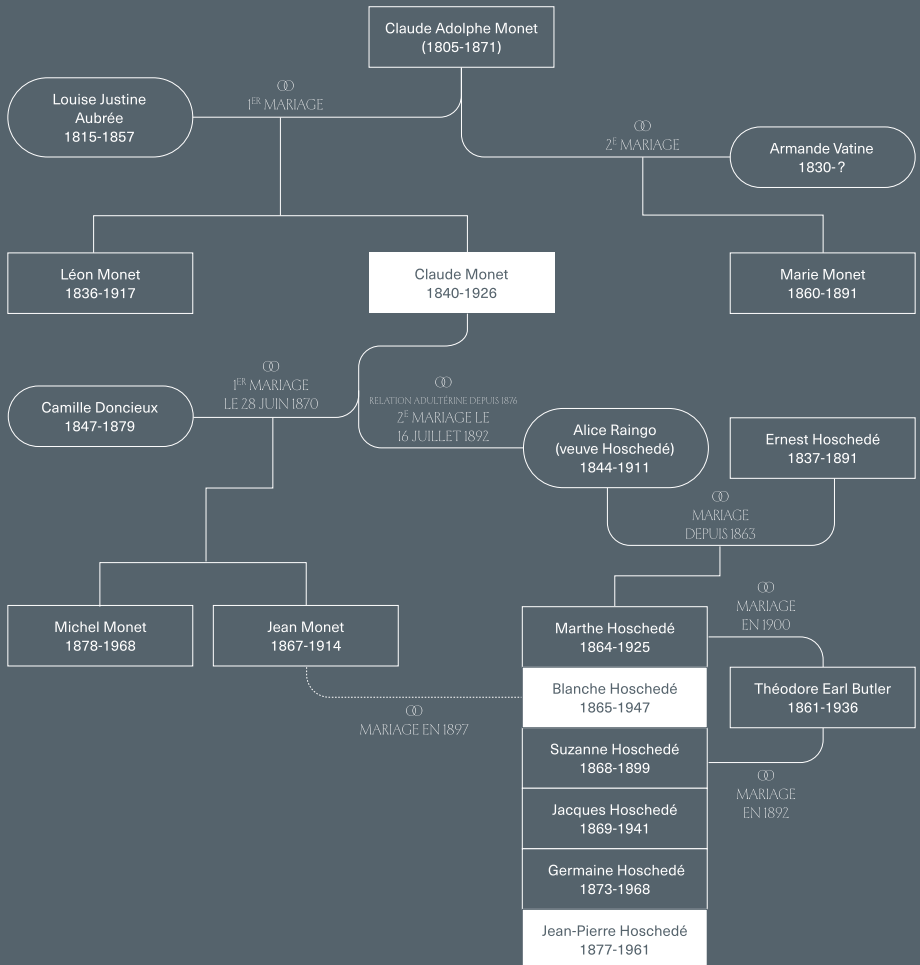 Claude Adolphe Monet
(1805-1871)
Louise Justine
Aubrée
1815-1857
1ER MARIAGE
2E MARIAGE
Armande Vatine
1830-?
Léon Monet
1836-1917
Claude Monet
1840-1926
Marie Monet
1860-1891
Camille Doncieux
1847-1879
1ER MARIAGE
LE 28 JUIN 1870
RELATION ADULTÉRINE DEPUIS 1876
2E MARIAGE LE
16 JUILLET 1892
Alice Raingo
(veuve Hoschedé)
1844-1911
Ernest Hoschedé
1837-1891
MARIAGE
DEPUIS 1863
Michel Monet
1878-1968
Jean Monet
1867-1914
MARIAGE EN 1897
Marthe Hoschedé
1864-1925
Blanche Hoschedé
1865-1947
Suzanne Hoschedé
1868-1899
Jacques Hoschedé
1869-1941
Germaine Hoschedé
1873-1968
Jean-Pierre Hoschedé
1877-1961
MARIAGE
EN 1900
Théodore Earl Butler
1861-1936
MARIAGE
EN 1892